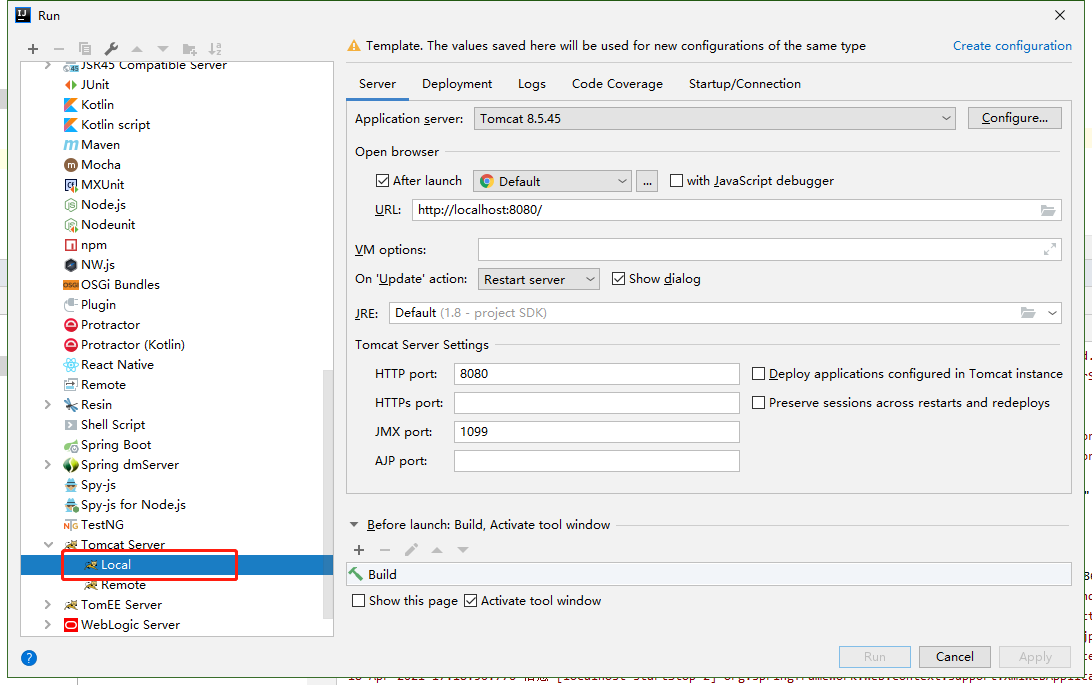 Run
Template. The values saved here will be used for new configurations of the same type
Create configuration
JSR45 Compatible Server
JUnit
Kotlin
Kotlin script
Maven
Mocha
MXUnit
Node.js
Nodeunit
npm
NW.js
OSGi Bundles
Plugin
Protractor
Protractor (Kotlin)
React Native
Remote
Resin
Shell Script
Spring Boot
Spring dmServer
Spy-js
Spy-js for Node.js
TestNG
Tomcat Server
Local
Remote
TomEE Server
WebLogic Server
Server Deployment Logs Code Coverage Startup/Connection
Application server: Tomcat 8.5.45 Configure...
Open browser
After launch Default ... with JavaScript debugger
URL: http://localhost:8080/
VM options:
On 'Update' action: Restart server Show dialog
JRE: Default (1.8 - project SDK)
Tomcat Server Settings
HTTP port: 8080 Deploy applications configured in Tomcat instance
HTTPs port: Preserve sessions across restarts and redeploys
JMX port: 1099
AJP port:
Before launch: Build, Activate tool window
Build
Show this page Activate tool window
? Run Cancel Apply